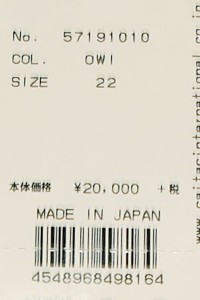 No. 57191010
COL. OWI
SIZE 22
本体価格 ¥20,000 +税
MADE IN JAPAN
4548968498164